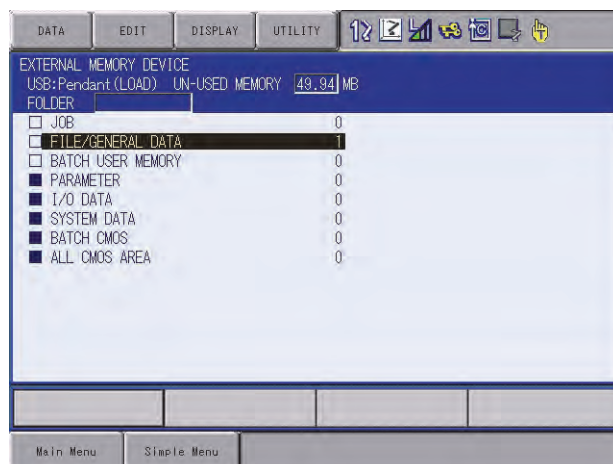 DATA EDIT DISPLAY UTILITY
EXTERNAL MEMORY DEVICE
USB:Pendant(LOAD) UN-USED MEMORY 49.94 MB
FOLDER
JOB 0
FILE/GENERAL DATA 1
BATCH USER MEMORY 0
PARAMETER 0
I/O DATA 0
SYSTEM DATA 0
BATCH CMOS 0
ALL CMOS AREA 0
Main Menu Simple Menu